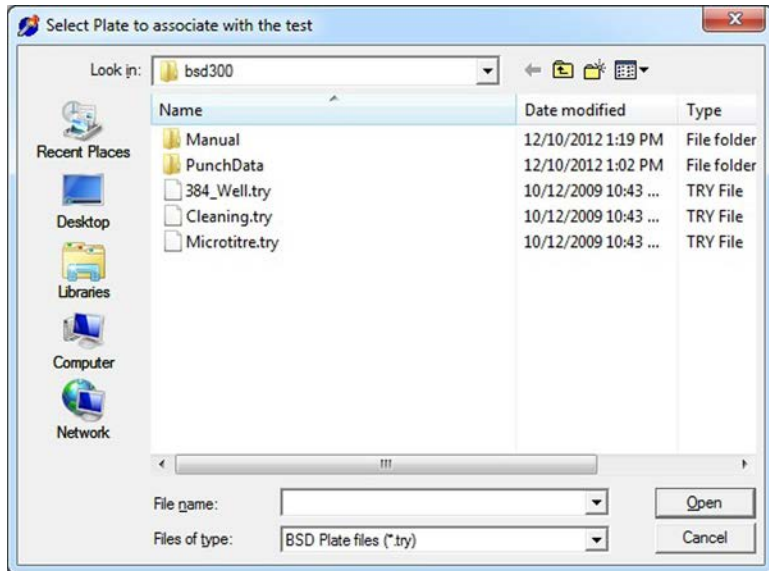 Select Plate to associate with the test
Look in: bsd300
Name Date modified Type
Manual 12/10/2012 1:19 PM File folder
PunchData 12/10/2012 1:02 PM File folder
384_Well.try 10/12/2009 10:43 ... TRY File
Cleaning.try 10/12/2009 10:43 ... TRY File
Microtitre.try 10/12/2009 10:43 ... TRY File
Recent Places
Desktop
Libraries
Computer
Network
File name: Open
Files of type: BSD Plate files (*.try) Cancel